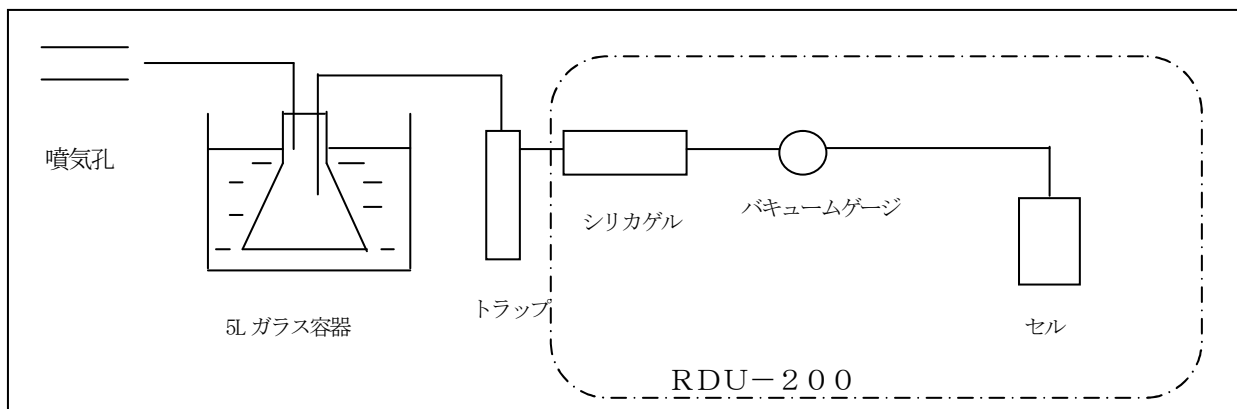 噴気孔
シリカゲル
バキュームゲージ
トラップ
5L ガラス容器
セル
ＲＤＵ－２００